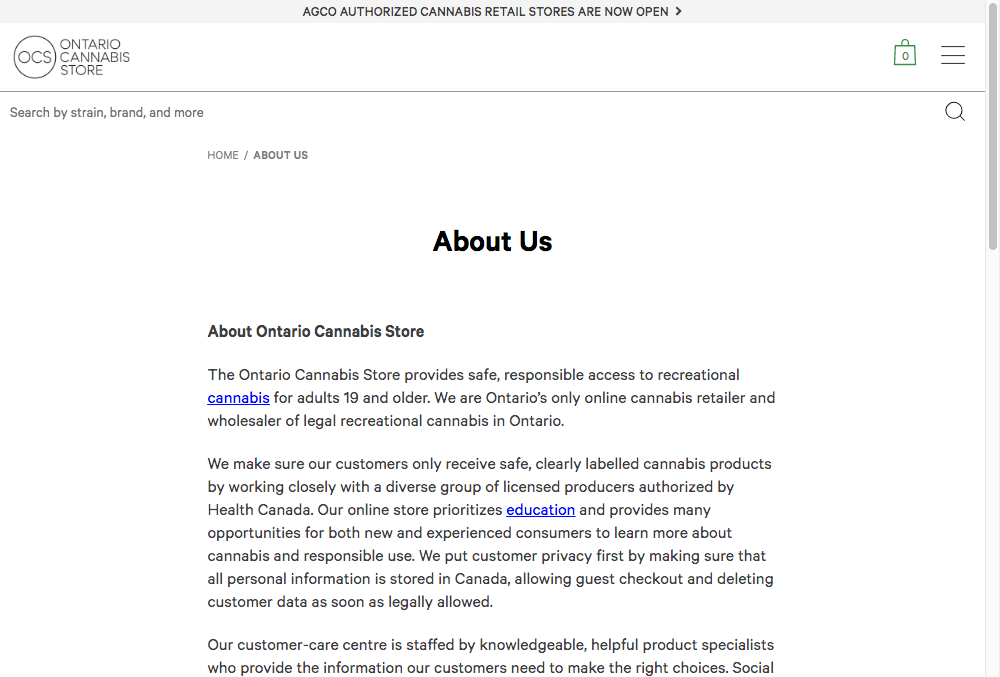 AGCO AUTHORIZED CANNABIS RETAIL STORES ARE NOW OPEN
OCS
ONTARIO
CANNABIS
STORE
0
Search by strain, brand, and more
HOME / ABOUT US
About Us
About Ontario Cannabis Store
The Ontario Cannabis Store provides safe, responsible access to recreational
cannabis for adults 19 and older. We are Ontario’s only online cannabis retailer and
wholesaler of legal recreational cannabis in Ontario.
We make sure our customers only receive safe, clearly labelled cannabis products
by working closely with a diverse group of licensed producers authorized by
Health Canada. Our online store prioritizes education and provides many
opportunities for both new and experienced consumers to learn more about
cannabis and responsible use. We put customer privacy first by making sure that
all personal information is stored in Canada, allowing guest checkout and deleting
customer data as soon as legally allowed.
Our customer-care centre is staffed by knowledgeable, helpful product specialists
who provide the information our customers need to make the right choices. Social